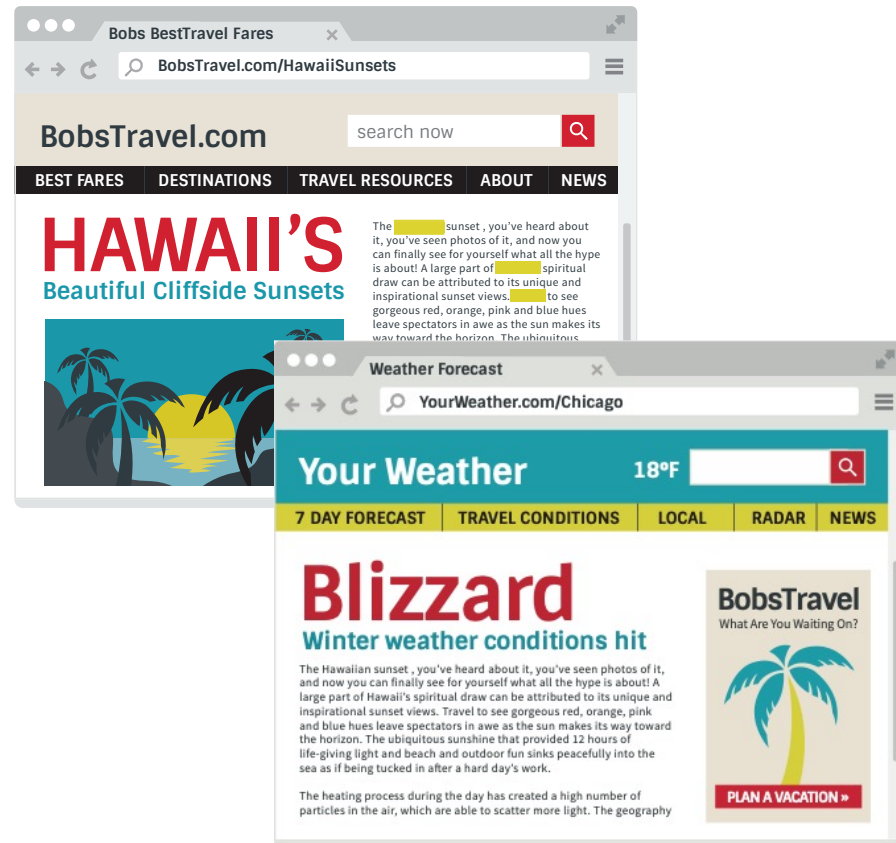 Bobs BestTravel Fares
BobsTravel.com/HawaiiSunsets
BobsTravel.com
search now
BEST FARES DESTINATIONS TRAVEL RESOURCES ABOUT NEWS
HAWAII'S
Beautiful Cliffside Sunsets
The sunset , you've heard about
it, you've seen photos of it, and now you
can finally see for yourself what all the hype
is about! A large part of spiritual
draw can be attributed to its unique and
inspirational sunset views. to see
gorgeous red, orange, pink and blue hues
leave spectators in awe as the sun makes its
way toward the horizon. The ubiquitous
Weather Forecast
YourWeather.com/Chicago
Your Weather
18°F
7 DAY FORECAST TRAVEL CONDITIONS LOCAL RADAR NEWS
Blizzard
Winter weather conditions hit
The Hawaiian sunset , you've heard about it, you've seen photos of it,
and now you can finally see for yourself what all the hype is about! A
large part of Hawaii's spiritual draw can be attributed to its unique and
inspirational sunset views. Travel to see gorgeous red, orange, pink
and blue hues leave spectators in awe as the sun makes its way toward
the horizon. The ubiquitous sunshine that provided 12 hours of
life-giving light and beach and outdoor fun sinks peacefully into the
sea as if being tucked in after a hard day's work.
The heating process during the day has created a high number of
particles in the air, which are able to scatter more light. The geography
BobsTravel
What Are You Waiting On?
PLAN A VACATION »